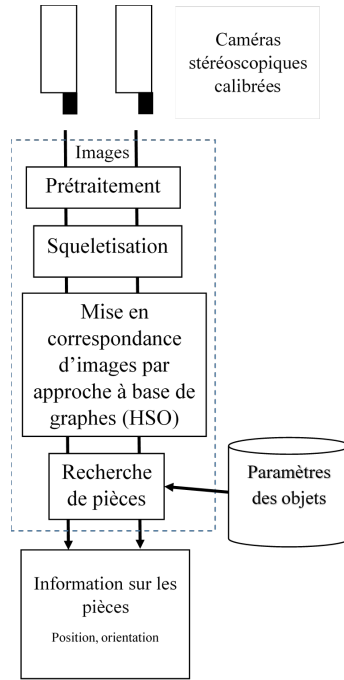 Caméras
stéréoscopiques
calibrées
Images
Prétraitement
Squeletisation
Mise en
correspondance
d'images par
approche à base de
graphes (HSO)
Recherche
de pièces
Paramètres
des objets
Information sur les
pièces
Position, orientation